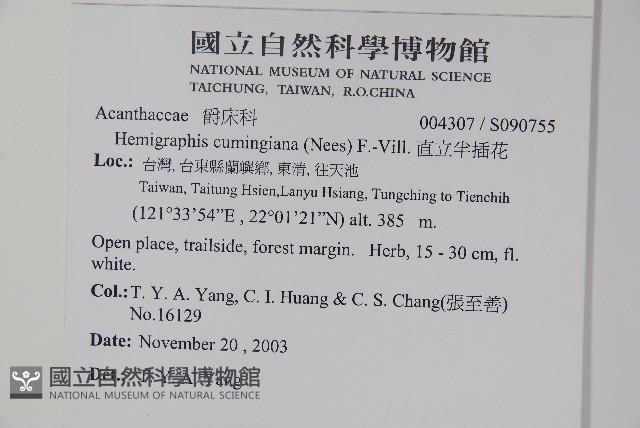 國立自然科學博物館
NATIONAL MUSEUM OF NATURAL SCIENCE
TAICHUNG, TAIWAN, R.O.CHINA
Acanthaceae 爵床科 004307 / S090755
Hemigraphis cumingiana (Nees) F.-Vill. 直立半插花
Loc.: 台灣, 台東縣蘭嶼鄉, 東清, 往天池
Taiwan, Taitung Hsien,Lanyu Hsiang, Tungching to Tienchih
(121°33'54”E , 22°01'21”N) alt. 385 m.
Open place, trailside, forest margin. Herb, 15 - 30 cm, fl.
white.
Col.: T. Y. A. Yang, C. I. Huang & C. S. Chang(張至善)
No.16129
Date: November 20 , 2003
Det.: T. Y. A. Yang
國立自然科學博物館
NATIONAL MUSEUM OF NATURAL SCIENCE